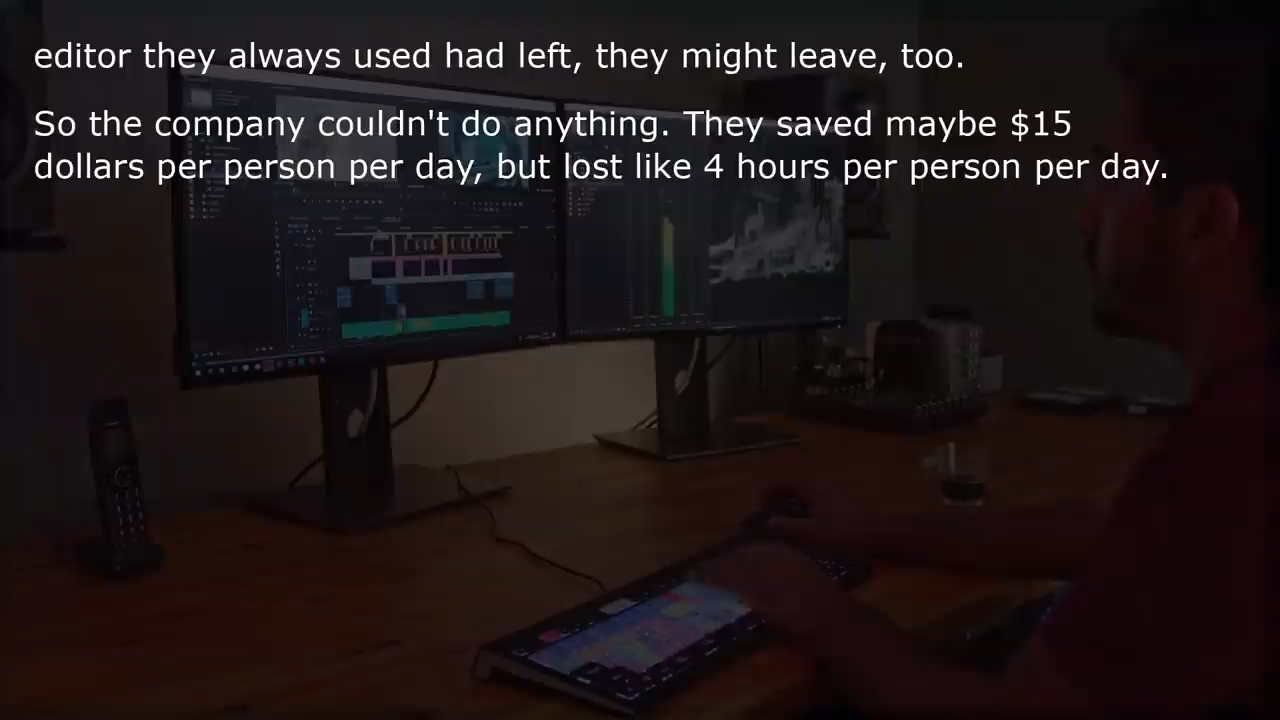 editor they always used had left, they might leave, too.
So the company couldn't do anything. They saved maybe $15
dollars per person per day, but lost like 4 hours per person per day.